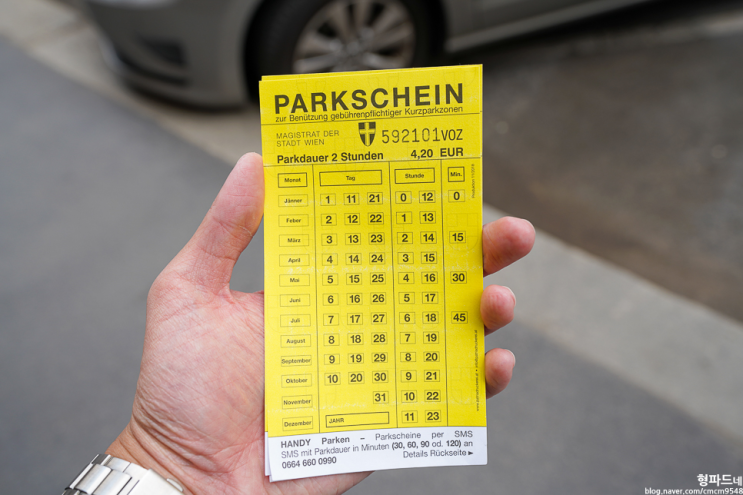 PARKSCHEIN
zur Benützung gebührenpflichtiger Kurzparkzonen
MAGISTRAT DER
STADT WIEN
592101VOZ
Parkdauer 2 Stunden 4,20 EUR
Monat Tag Stunde Min.
Jänner 1 11 21 0 12 0
Feber 2 12 22 1 13
März 3 13 23 2 14 15
April 4 14 24 3 15
Mai 5 15 25 4 16 30
Juni 6 16 26 5 17
Juli 7 17 27 6 18 45
August 8 18 28 7 19
September 9 19 29 8 20
Oktober 10 20 30 9 21
November 31 10 22
Dezember JAHR 11 23
HANDY Parken – Parkscheine per SMS
SMS mit Parkdauer in Minuten (30, 60, 90 od. 120) an
0664 660 0990 Details Rückseite ►
형파드네
blog.naver.com/cmcm9548